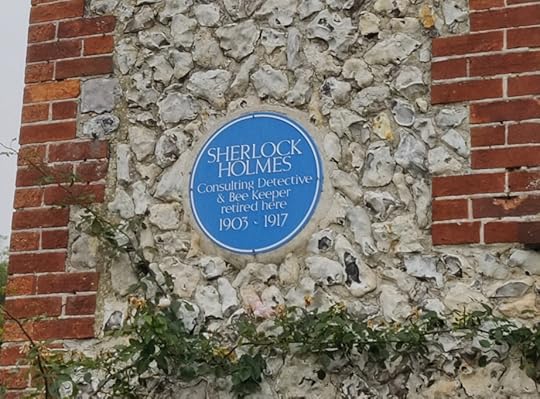 SHERLOCK
HOLMES
Consulting Detective
& Bee Keeper
retired here
1903 - 1917